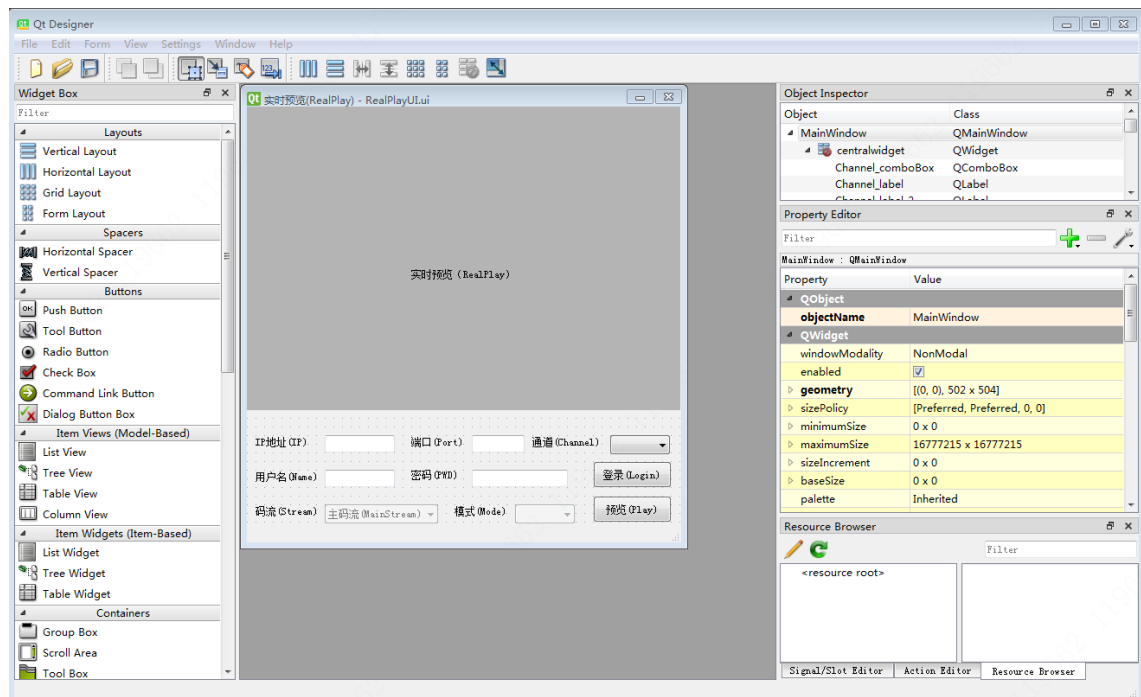 Qt Designer
File Edit Form View Settings Window Help
Widget Box
Filter
Layouts
Vertical Layout
Horizontal Layout
Grid Layout
Form Layout
Spacers
Horizontal Spacer
Vertical Spacer
Buttons
OK Push Button
Tool Button
Radio Button
Check Box
Command Link Button
Dialog Button Box
Item Views (Model-Based)
List View
Tree View
Table View
Column View
Item Widgets (Item-Based)
List Widget
Tree Widget
Table Widget
Containers
Group Box
Scroll Area
Tool Box
实时预览(RealPlay) - RealPlayUI.ui
实时预览 (RealPlay)
IP地址(IP) 端口(Port) 通道(Channel)
用户名(Name) 密码(PWD) 登录(Login)
码流(Stream) 主码流(MainStream) 模式(Mode) 预览(Play)
Object Inspector
Object Class
MainWindow QMainWindow
centralwidget QWidget
Channel_comboBox QComboBox
Channel_label QLabel
Channel_label_2 QLabel
Property Editor
Filter
MainWindow : QMainWindow
Property Value
QObject
objectName MainWindow
QWidget
windowModality NonModal
enabled
geometry [(0, 0), 502 x 504]
sizePolicy [Preferred, Preferred, 0, 0]
minimumSize 0 x 0
maximumSize 16777215 x 16777215
sizeIncrement 0 x 0
baseSize 0 x 0
palette Inherited
Resource Browser
Filter
<resource root>
Signal/Slot Editor Action Editor Resource Browser